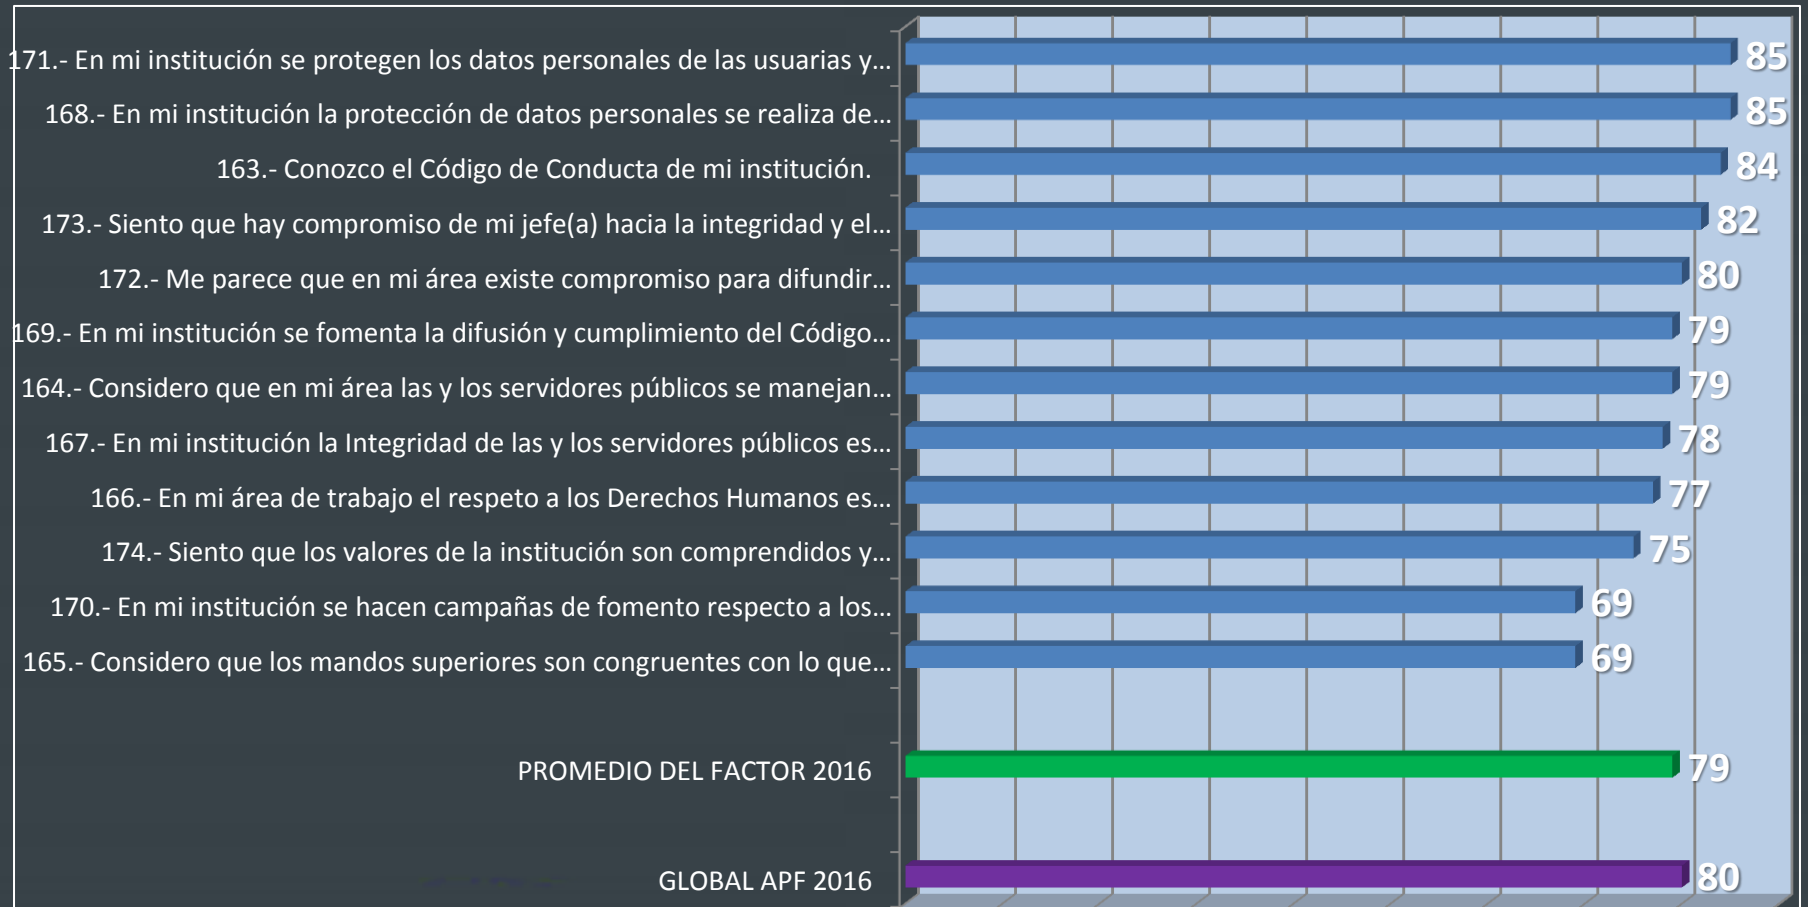 171.- En mi institución se protegen los datos personales de las usuarias y... 85
168.- En mi institución la protección de datos personales se realiza de... 85
163.- Conozco el Código de Conducta de mi institución. 84
173.- Siento que hay compromiso de mi jefe(a) hacia la integridad y el... 82
172.- Me parece que en mi área existe compromiso para difundir... 80
169.- En mi institución se fomenta la difusión y cumplimiento del Código... 79
164.- Considero que en mi área las y los servidores públicos se manejan... 79
167.- En mi institución la Integridad de las y los servidores públicos es... 78
166.- En mi área de trabajo el respeto a los Derechos Humanos es... 77
174.- Siento que los valores de la institución son comprendidos y... 75
170.- En mi institución se hacen campañas de fomento respecto a los... 69
165.- Considero que los mandos superiores son congruentes con lo que... 69
PROMEDIO DEL FACTOR 2016 79
GLOBAL APF 2016 80